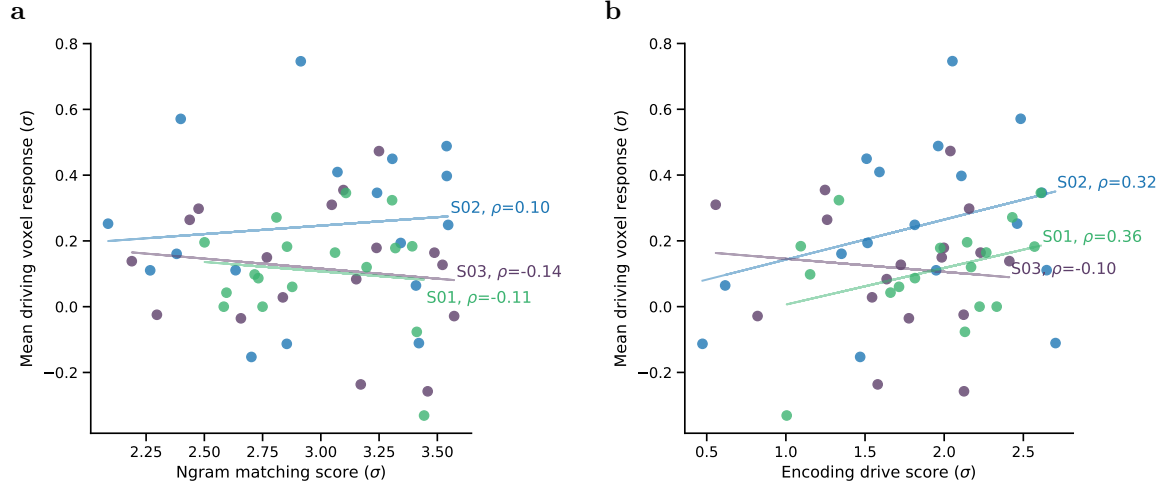 a
b
0.8
0.6
0.4
0.2
0.0
−0.2
Mean driving voxel response (σ)
2.25 2.50 2.75 3.00 3.25 3.50
Ngram matching score (σ)
S02, ρ=0.10
S03, ρ=-0.14
S01, ρ=-0.11
0.8
0.6
0.4
0.2
0.0
−0.2
Mean driving voxel response (σ)
0.5 1.0 1.5 2.0 2.5
Encoding drive score (σ)
S02, ρ=0.32
S01, ρ=0.36
S03, ρ=-0.10